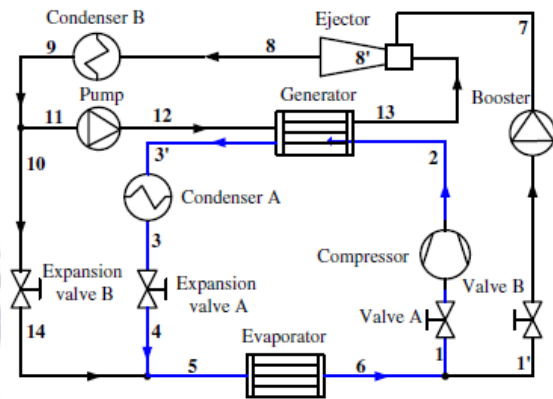 Condenser B
Ejector
7
9
8
8'
Pump
Generator
Booster
11
12
13
10
3'
2
Condenser A
3
Compressor
Expansion
valve B
Expansion
valve A
Valve B
Valve A
14
4
Evaporator
5
6
1
1'